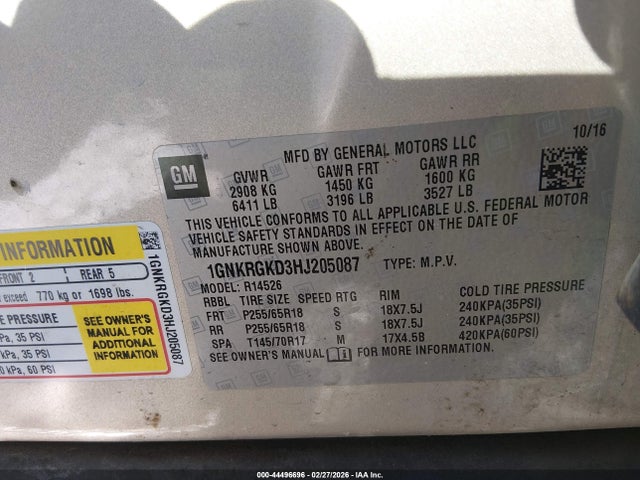 GM
MFD BY GENERAL MOTORS LLC
10/16
GVWR GAWR FRT GAWR RR
2908 KG 1450 KG 1600 KG
6411 LB 3196 LB 3527 LB
THIS VEHICLE CONFORMS TO ALL APPLICABLE U.S. FEDERAL MOTOR
VEHICLE SAFETY STANDARDS IN EFFECT ON THE DATE OF
MANUFACTURE SHOWN ABOVE.
1GNKRGKD3HJ205087 TYPE: M.P.V.
MODEL: R14526
RBBL TIRE SIZE SPEED RTG RIM COLD TIRE PRESSURE
FRT P255/65R18 S 18X7.5J 240KPA(35PSI)
RR P255/65R18 S 18X7.5J 240KPA(35PSI)
SPA T145/70R17 M 17X4.5B 420KPA(60PSI)
SEE OWNER'S MANUAL FOR MORE INFORMATION.
INFORMATION
FRONT 2 REAR 5
exceed 770 kg or 1698 lbs.
PRESSURE
kPa, 35 PSI
kPa, 35 PSI
kPa, 60 PSI
SEE OWNER'S
MANUAL FOR
ADDITIONAL
INFORMATION
1GNKRGKD3HJ205087
000-44496696 - 02/27/2026 - IAA Inc.